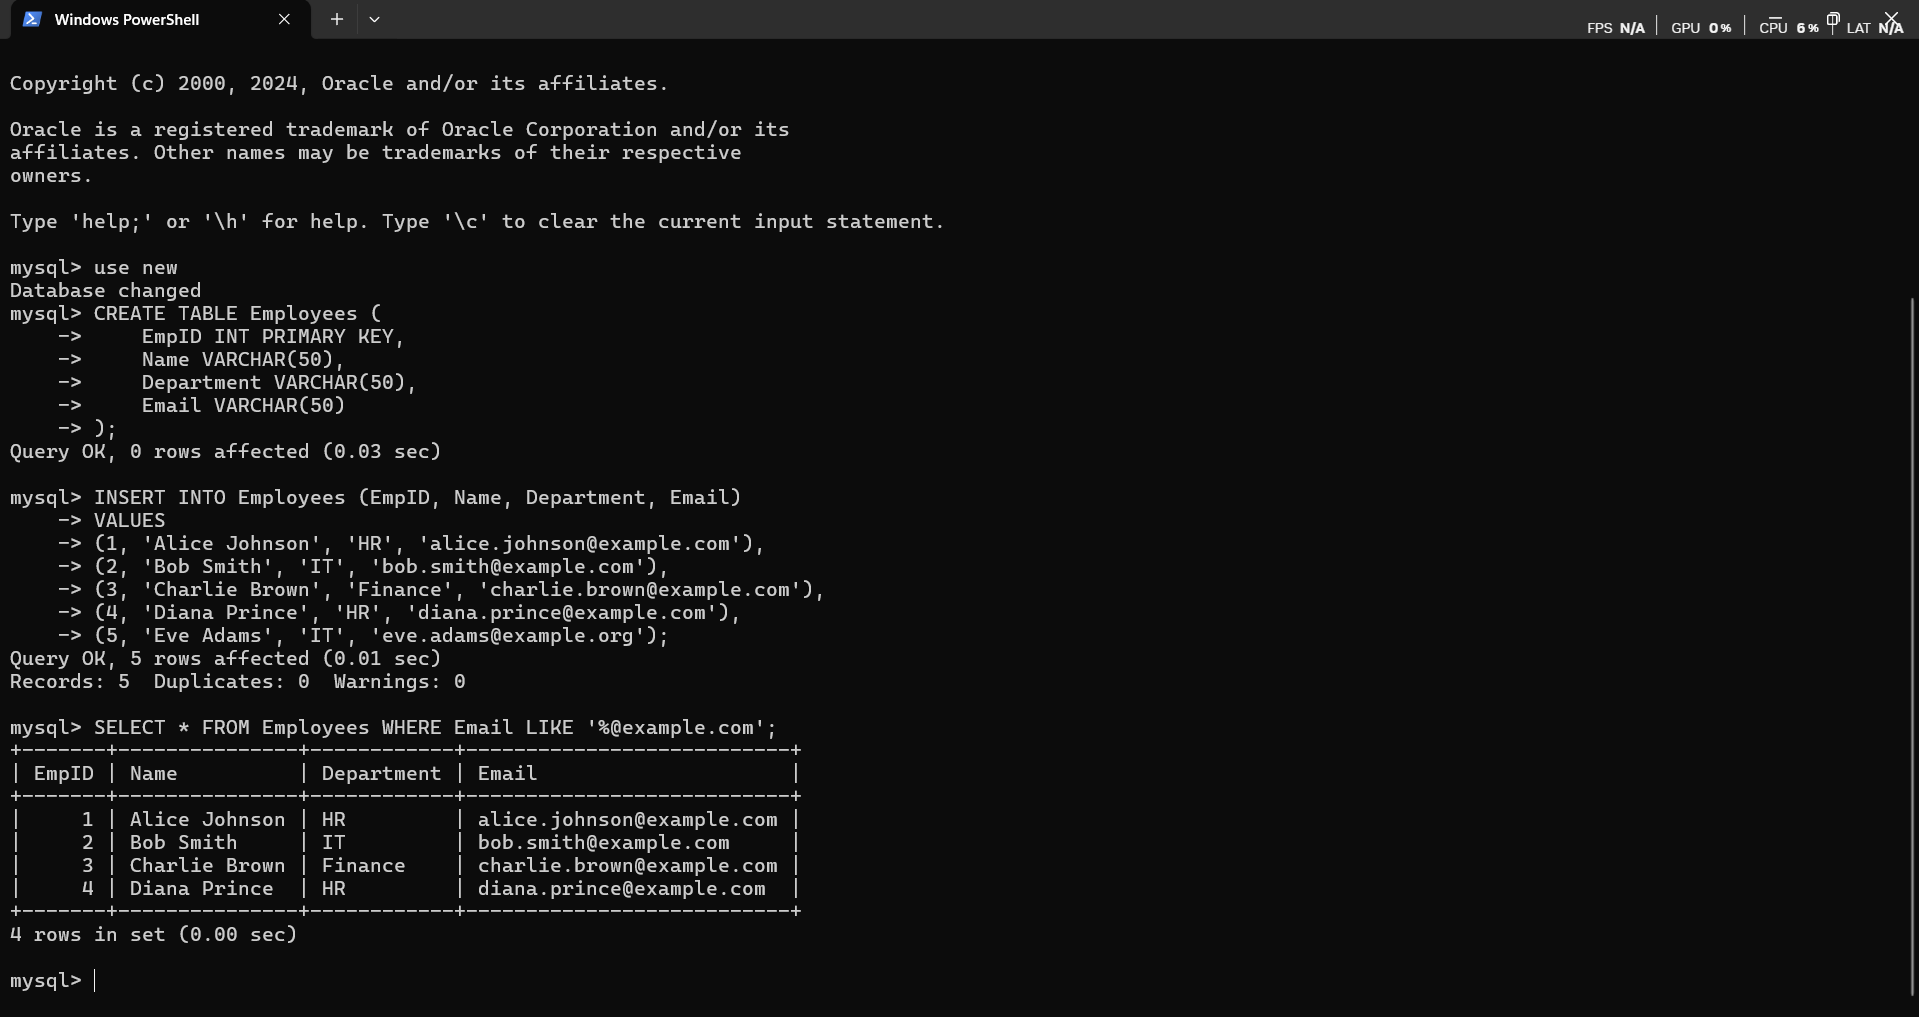 Windows PowerShell
FPS N/A | GPU 0% | CPU 6% | LAT N/A
Copyright (c) 2000, 2024, Oracle and/or its affiliates.
Oracle is a registered trademark of Oracle Corporation and/or its
affiliates. Other names may be trademarks of their respective
owners.
Type 'help;' or '\h' for help. Type '\c' to clear the current input statement.
mysql> use new
Database changed
mysql> CREATE TABLE Employees (
    ->     EmpID INT PRIMARY KEY,
    ->     Name VARCHAR(50),
    ->     Department VARCHAR(50),
    ->     Email VARCHAR(50)
    -> );
Query OK, 0 rows affected (0.03 sec)
mysql> INSERT INTO Employees (EmpID, Name, Department, Email)
    -> VALUES
    -> (1, 'Alice Johnson', 'HR', 'alice.johnson@example.com'),
    -> (2, 'Bob Smith', 'IT', 'bob.smith@example.com'),
    -> (3, 'Charlie Brown', 'Finance', 'charlie.brown@example.com'),
    -> (4, 'Diana Prince', 'HR', 'diana.prince@example.com'),
    -> (5, 'Eve Adams', 'IT', 'eve.adams@example.org');
Query OK, 5 rows affected (0.01 sec)
Records: 5  Duplicates: 0  Warnings: 0
mysql> SELECT * FROM Employees WHERE Email LIKE '%@example.com';
+-------+---------------+------------+---------------------------+
| EmpID | Name          | Department | Email                     |
+-------+---------------+------------+---------------------------+
|     1 | Alice Johnson | HR         | alice.johnson@example.com |
|     2 | Bob Smith     | IT         | bob.smith@example.com     |
|     3 | Charlie Brown | Finance    | charlie.brown@example.com |
|     4 | Diana Prince  | HR         | diana.prince@example.com  |
+-------+---------------+------------+---------------------------+
4 rows in set (0.00 sec)
mysql>